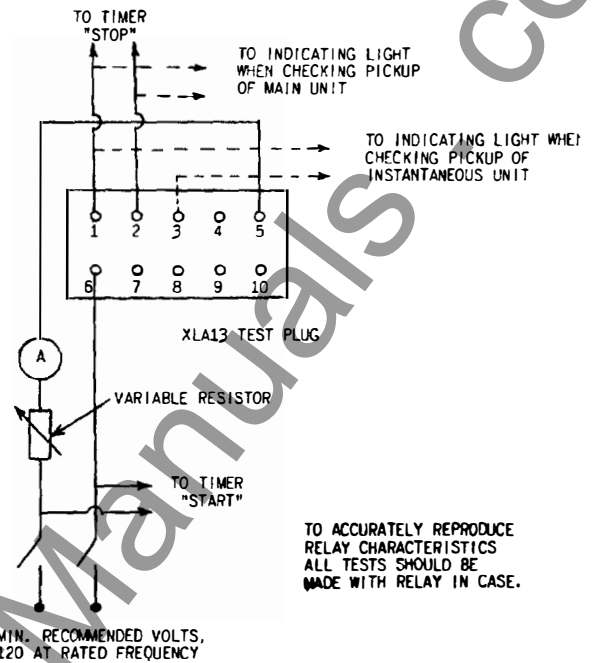 TO TIMER
"STOP"
TO INDICATING LIGHT
WHEN CHECKING PICKUP
OF MAIN UNIT
TO INDICATING LIGHT WHEN
CHECKING PICKUP OF
INSTANTANEOUS UNIT
1 2 3 4 5
6 7 8 9 10
XLA13 TEST PLUG
A
VARIABLE RESISTOR
TO TIMER
"START"
TO ACCURATELY REPRODUCE
RELAY CHARACTERISTICS
ALL TESTS SHOULD BE
MADE WITH RELAY IN CASE.
MIN. RECOMMENDED VOLTS,
120 AT RATED FREQUENCY
Manuals.co